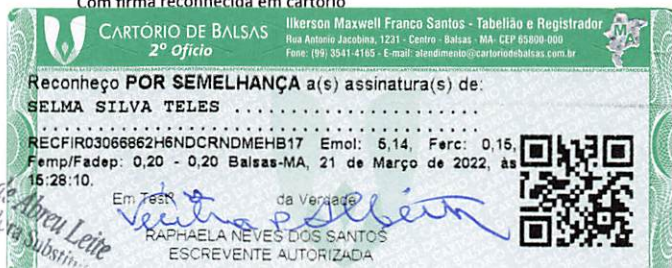 Com firma reconhecida em cartório
CARTÓRIO DE BALSAS
2º Ofício
Ilkerson Maxwell Franco Santos - Tabelião e Registrador
Rua Antonio Jacobina, 1231 - Centro - Balsas - MA- CEP 65800-000
Fone: (99) 3541-4165 - E-mail: atendimento@cartoriodebalsas.com.br
M
Reconheço POR SEMELHANÇA a(s) assinatura(s) de:
SELMA SILVA TELES ........................
RECFIR03066862H6NDCRNDMEHB17 Emol: 5,14, Ferc: 0,15,
Femp/Fadep: 0,20 - 0,20 Balsas-MA, 21 de Março de 2022, às
15:28:10.
Em Testº da Verdade
RAPHAELA NEVES DOS SANTOS
ESCREVENTE AUTORIZADA
de Abreu Leite